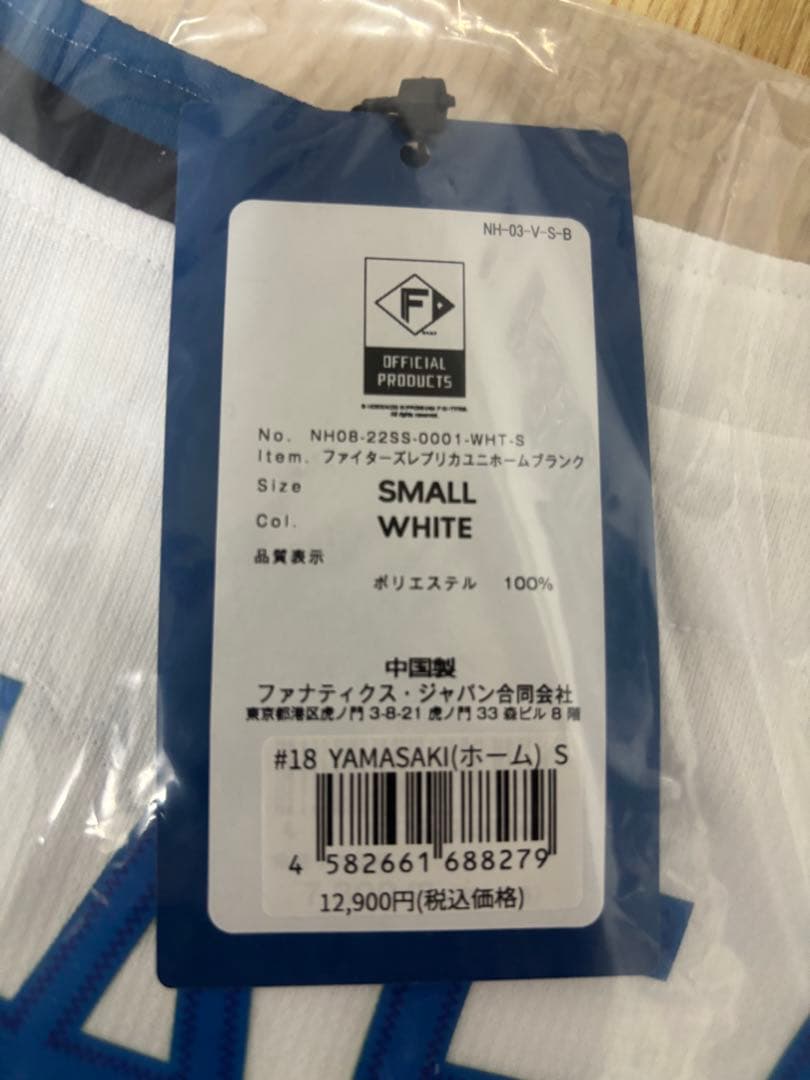 NH-03-V-S-B
F
OFFICIAL
PRODUCTS
All rights reserved.
No. NH08-22SS-0001-WHT-S
Item. ファイターズレプリカユニホームブランク
Size SMALL
Col. WHITE
品質表示
ポリエステル 100%
中国製
ファナティクス・ジャパン合同会社
東京都港区虎ノ門 3-8-21 虎ノ門 33 森ビル 8 階
#18 YAMASAKI(ホーム) S
4 582661 688279
12,900円(税込価格)